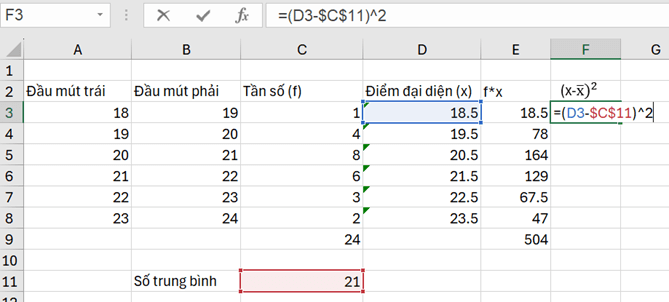 F3 fx =(D3-$C$11)^2
A B C D E F G
1
2 Đầu mút trái Đầu mút phải Tần số (f) Điểm đại diện (x) f*x (x-x̅)²
3 18 19 1 18.5 18.5 =(D3-$C$11)^2
4 19 20 4 19.5 78
5 20 21 8 20.5 164
6 21 22 6 21.5 129
7 22 23 3 22.5 67.5
8 23 24 2 23.5 47
9 24 504
10
11 Số trung bình 21
12